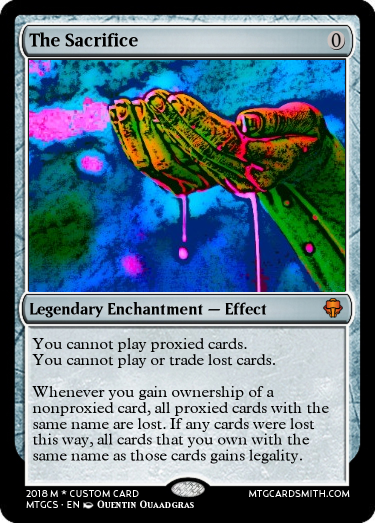 The Sacrifice 0
Legendary Enchantment — Effect
You cannot play proxied cards.
You cannot play or trade lost cards.
Whenever you gain ownership of a
nonproxied card, all proxied cards with the
same name are lost. If any cards were lost
this way, all cards that you own with the
same name as those cards gains legality.
2018 M * CUSTOM CARD
MTGCS • EN Quentin Quaadgras
MTGCARDSMITH.COM